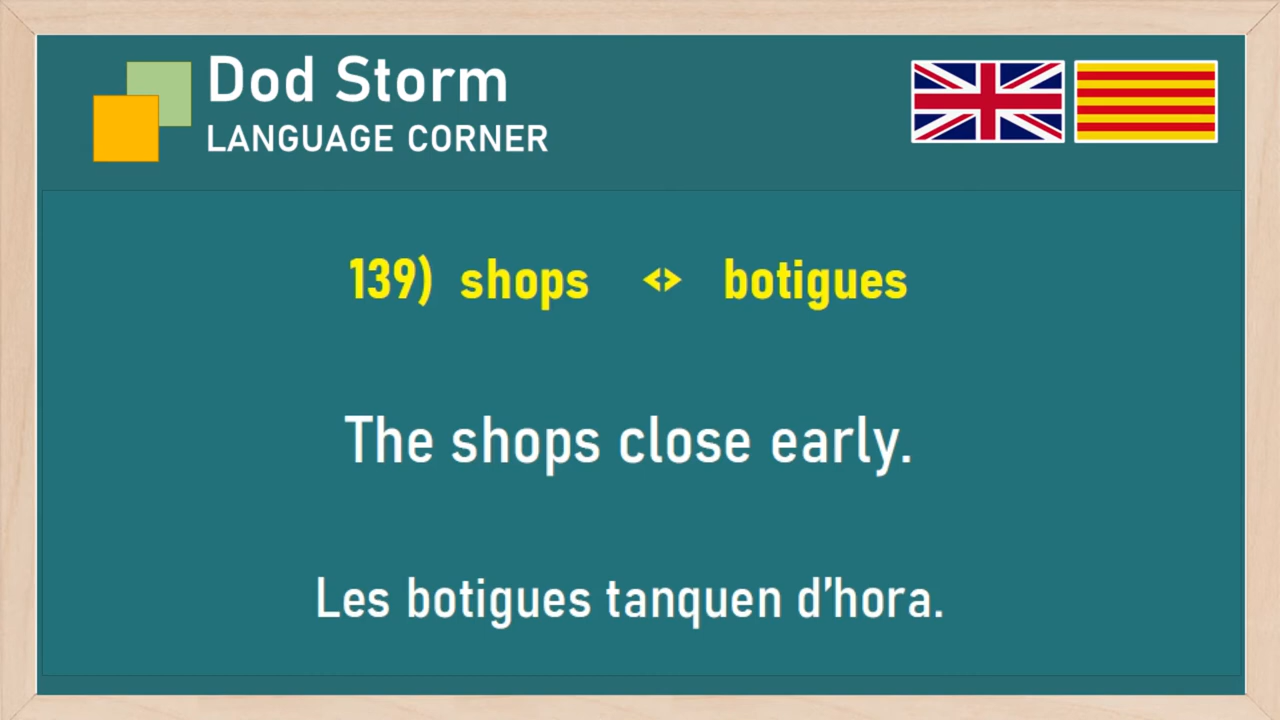 Dod Storm
LANGUAGE CORNER
139) shops <> botigues
The shops close early.
Les botigues tanquen d’hora.